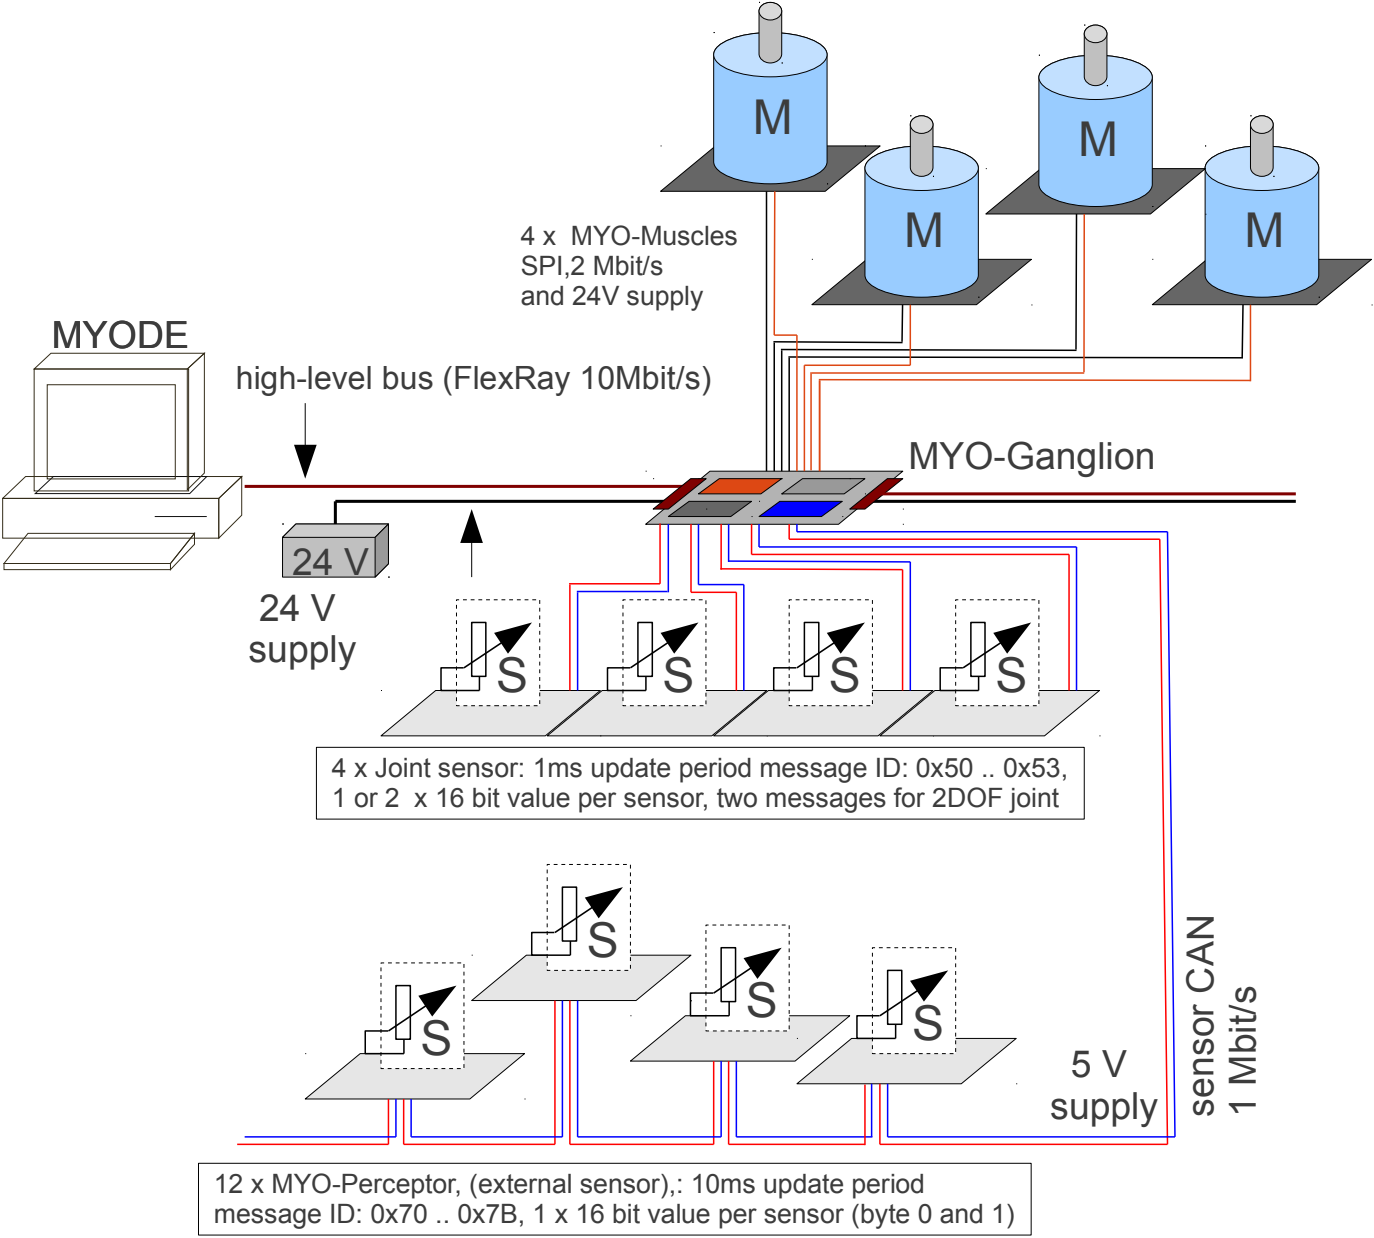 M
M
M
M
4 x  MYO-Muscles
SPI,2 Mbit/s
and 24V supply
MYODE
high-level bus (FlexRay 10Mbit/s)
MYO-Ganglion
24 V
24 V
supply
S
S
S
S
4 x Joint sensor: 1ms update period message ID: 0x50 .. 0x53,
1 or 2  x 16 bit value per sensor, two messages for 2DOF joint
S
S
S
S
sensor CAN
1 Mbit/s
5 V
supply
12 x MYO-Perceptor, (external sensor),: 10ms update period
message ID: 0x70 .. 0x7B, 1 x 16 bit value per sensor (byte 0 and 1)